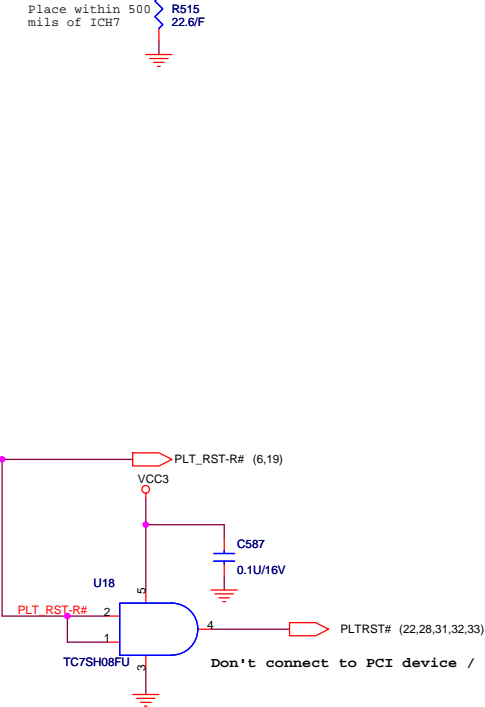 Place within 500
mils of ICH7
R515
22.6/F
PLT_RST-R# (6,19)
VCC3
C587
0.1U/16V
U18
5
PLT_RST-R#
2
1
4
PLTRST# (22,28,31,32,33)
TC7SH08FU
3
Don't connect to PCI device /